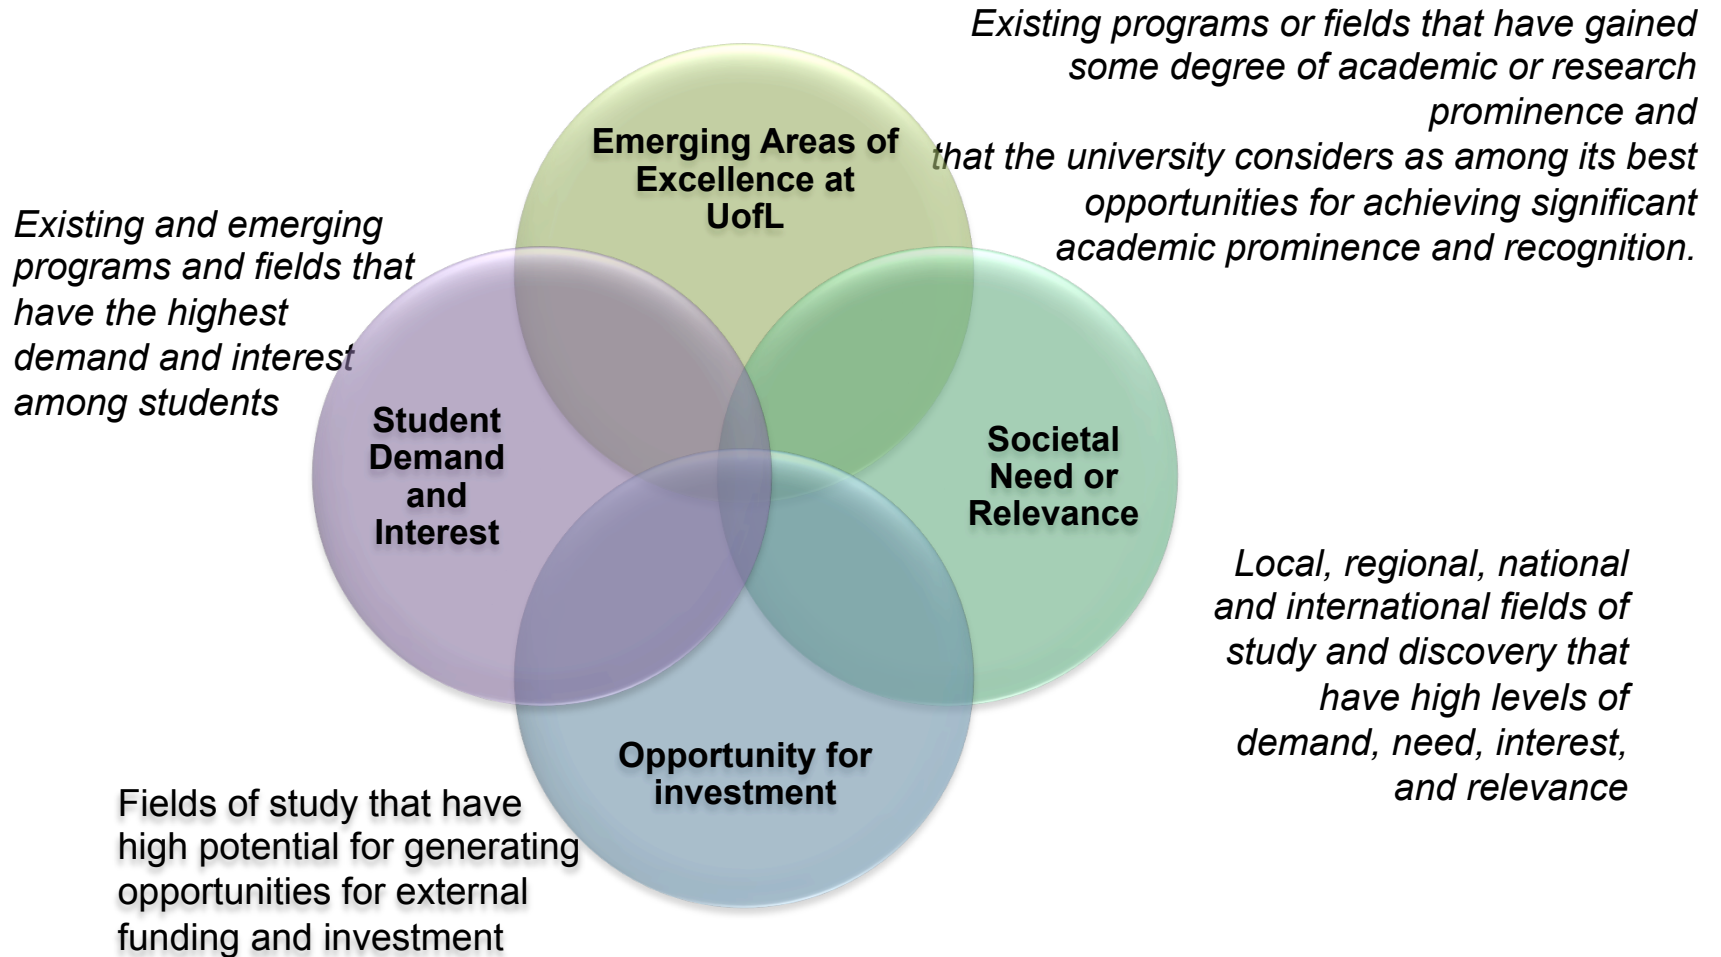 Existing programs or fields that have gained
some degree of academic or research
prominence and
that the university considers as among its best
opportunities for achieving significant
academic prominence and recognition.
Emerging Areas of
Excellence at
UofL
Existing and emerging
programs and fields that
have the highest
demand and interest
among students
Student
Demand
and
Interest
Societal
Need or
Relevance
Local, regional, national
and international fields of
study and discovery that
have high levels of
demand, need, interest,
and relevance
Opportunity for
investment
Fields of study that have
high potential for generating
opportunities for external
funding and investment